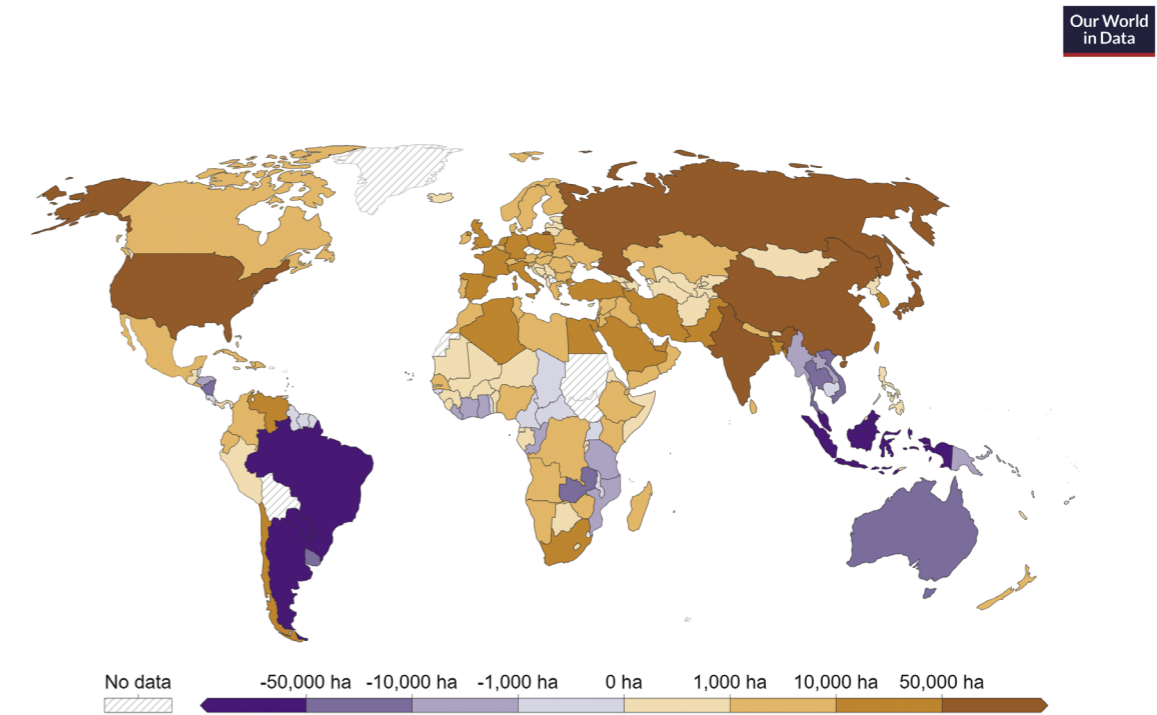 Our World
in Data
No data
-50,000 ha
-10,000 ha
-1,000 ha
0 ha
1,000 ha
10,000 ha
50,000 ha